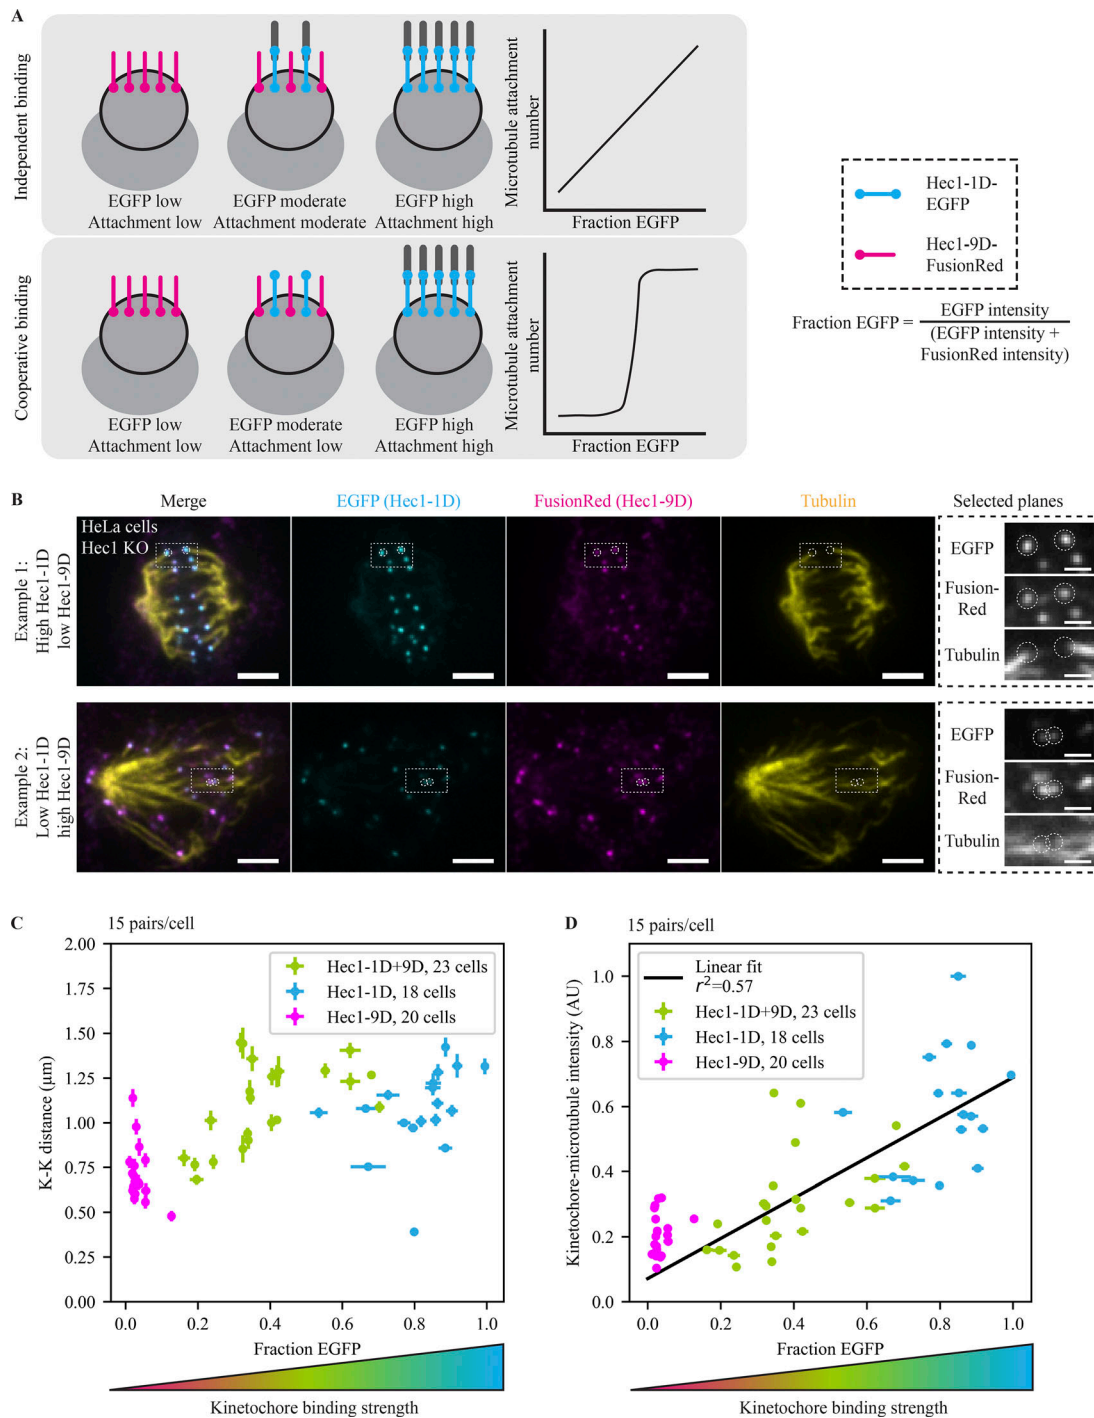 A
Independent binding
EGFP low
Attachment low
EGFP moderate
Attachment moderate
EGFP high
Attachment high
Microtubule attachment
number
Fraction EGFP
Cooperative binding
EGFP low
Attachment low
EGFP moderate
Attachment low
EGFP high
Attachment high
Microtubule attachment
number
Fraction EGFP
Hec1-1D-
EGFP
Hec1-9D-
FusionRed
Fraction EGFP = EGFP intensity
(EGFP intensity +
FusionRed intensity)
B
Merge
EGFP (Hec1-1D)
FusionRed (Hec1-9D)
Tubulin
Selected planes
Example 1:
High Hec1-1D
low Hec1-9D
HeLa cells
Hec1 KO
EGFP
Fusion-
Red
Tubulin
Example 2:
Low Hec1-1D
high Hec1-9D
EGFP
Fusion-
Red
Tubulin
C
15 pairs/cell
K-K distance (µm)
2.00
1.75
1.50
1.25
1.00
0.75
0.50
0.25
0.00
Hec1-1D+9D, 23 cells
Hec1-1D, 18 cells
Hec1-9D, 20 cells
0.0 0.2 0.4 0.6 0.8 1.0
Fraction EGFP
Kinetochore binding strength
D
15 pairs/cell
Kinetochore-microtubule intensity (AU)
1.0
0.8
0.6
0.4
0.2
0.0
Linear fit
r²=0.57
Hec1-1D+9D, 23 cells
Hec1-1D, 18 cells
Hec1-9D, 20 cells
0.0 0.2 0.4 0.6 0.8 1.0
Fraction EGFP
Kinetochore binding strength